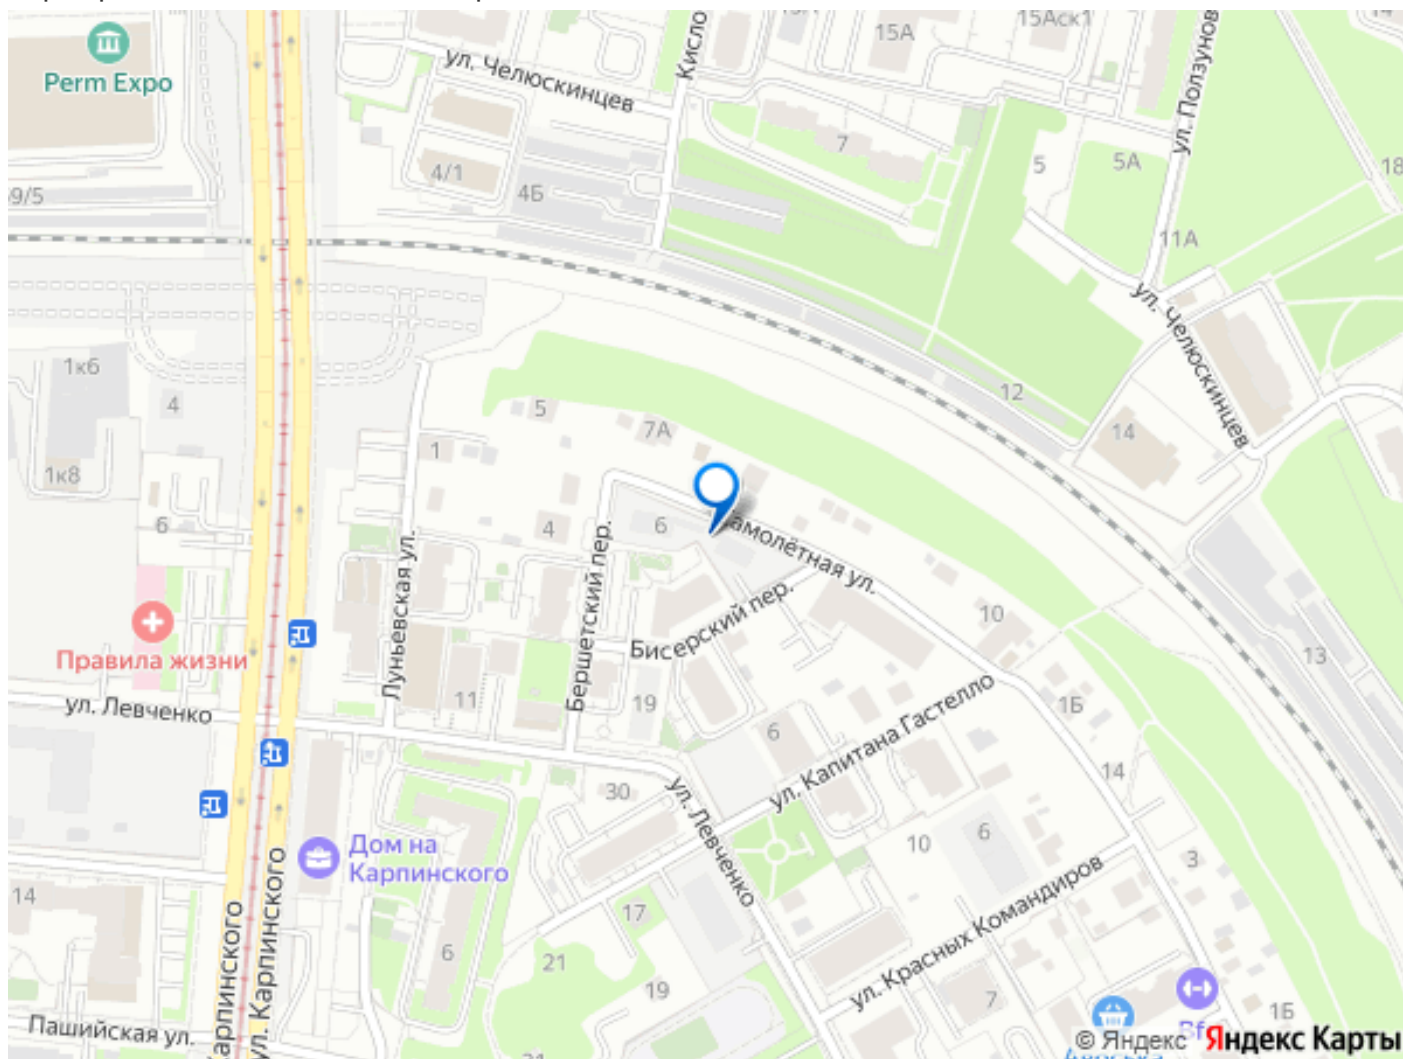 15Аск1
14
15А
Кисло
ул. Ползунов
Perm Expo
ул. Челюскинцев
7
5
5А
18
4/1
4Б
9/5
11А
ул. Челюскинцев
1к6
4
5
12
7А
14
1
1к8
6
4
6
Самолётная ул.
Луньевская ул.
Бершетский пер.
Бисерский пер.
10
Правила жизни
13
ул. Левченко
11
19
6
1Б
ул. Капитана Гастелло
14
30
ул. Левченко
10
6
3
Дом на
Карпинского
14
17
ул. Красных Командиров
6
21
19
7
1Б
Карпинского
ул. Карпинского
Пашийская ул.
Bf
© Яндекс Яндекс Карты